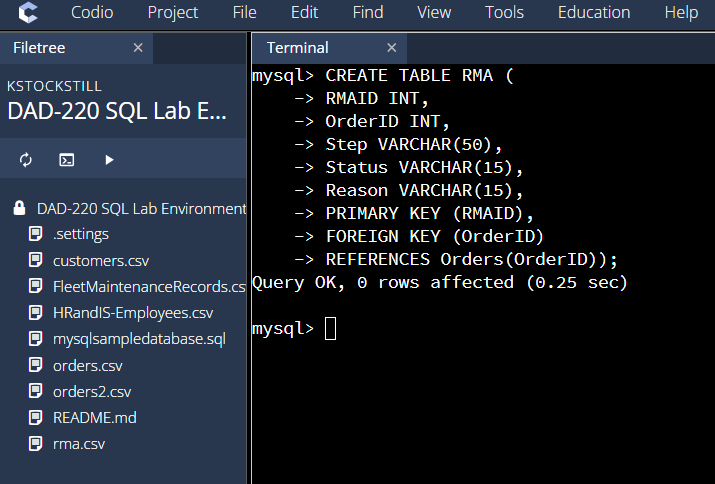 Codio Project File Edit Find View Tools Education Help
Filetree ×
KSTOCKSTILL
DAD-220 SQL Lab E...
DAD-220 SQL Lab Environment
.settings
customers.csv
FleetMaintenanceRecords.cs
HRandIS-Employees.csv
mysqlsampledatabase.sql
orders.csv
orders2.csv
README.md
rma.csv
Terminal ×
mysql> CREATE TABLE RMA (
-> RMAID INT,
-> OrderID INT,
-> Step VARCHAR(50),
-> Status VARCHAR(15),
-> Reason VARCHAR(15),
-> PRIMARY KEY (RMAID),
-> FOREIGN KEY (OrderID)
-> REFERENCES Orders(OrderID));
Query OK, 0 rows affected (0.25 sec)
mysql>